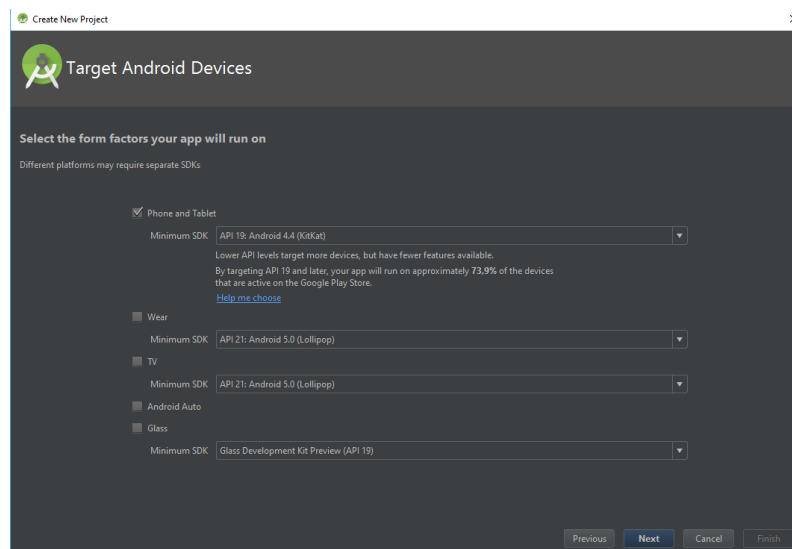 Create New Project
Target Android Devices
Select the form factors your app will run on
Different platforms may require separate SDKs
Phone and Tablet
Minimum SDK API 19: Android 4.4 (KitKat)
Lower API levels target more devices, but have fewer features available.
By targeting API 19 and later, your app will run on approximately 73,9% of the devices
that are active on the Google Play Store.
Help me choose
Wear
Minimum SDK API 21: Android 5.0 (Lollipop)
TV
Minimum SDK API 21: Android 5.0 (Lollipop)
Android Auto
Glass
Minimum SDK Glass Development Kit Preview (API 19)
Previous Next Cancel Finish